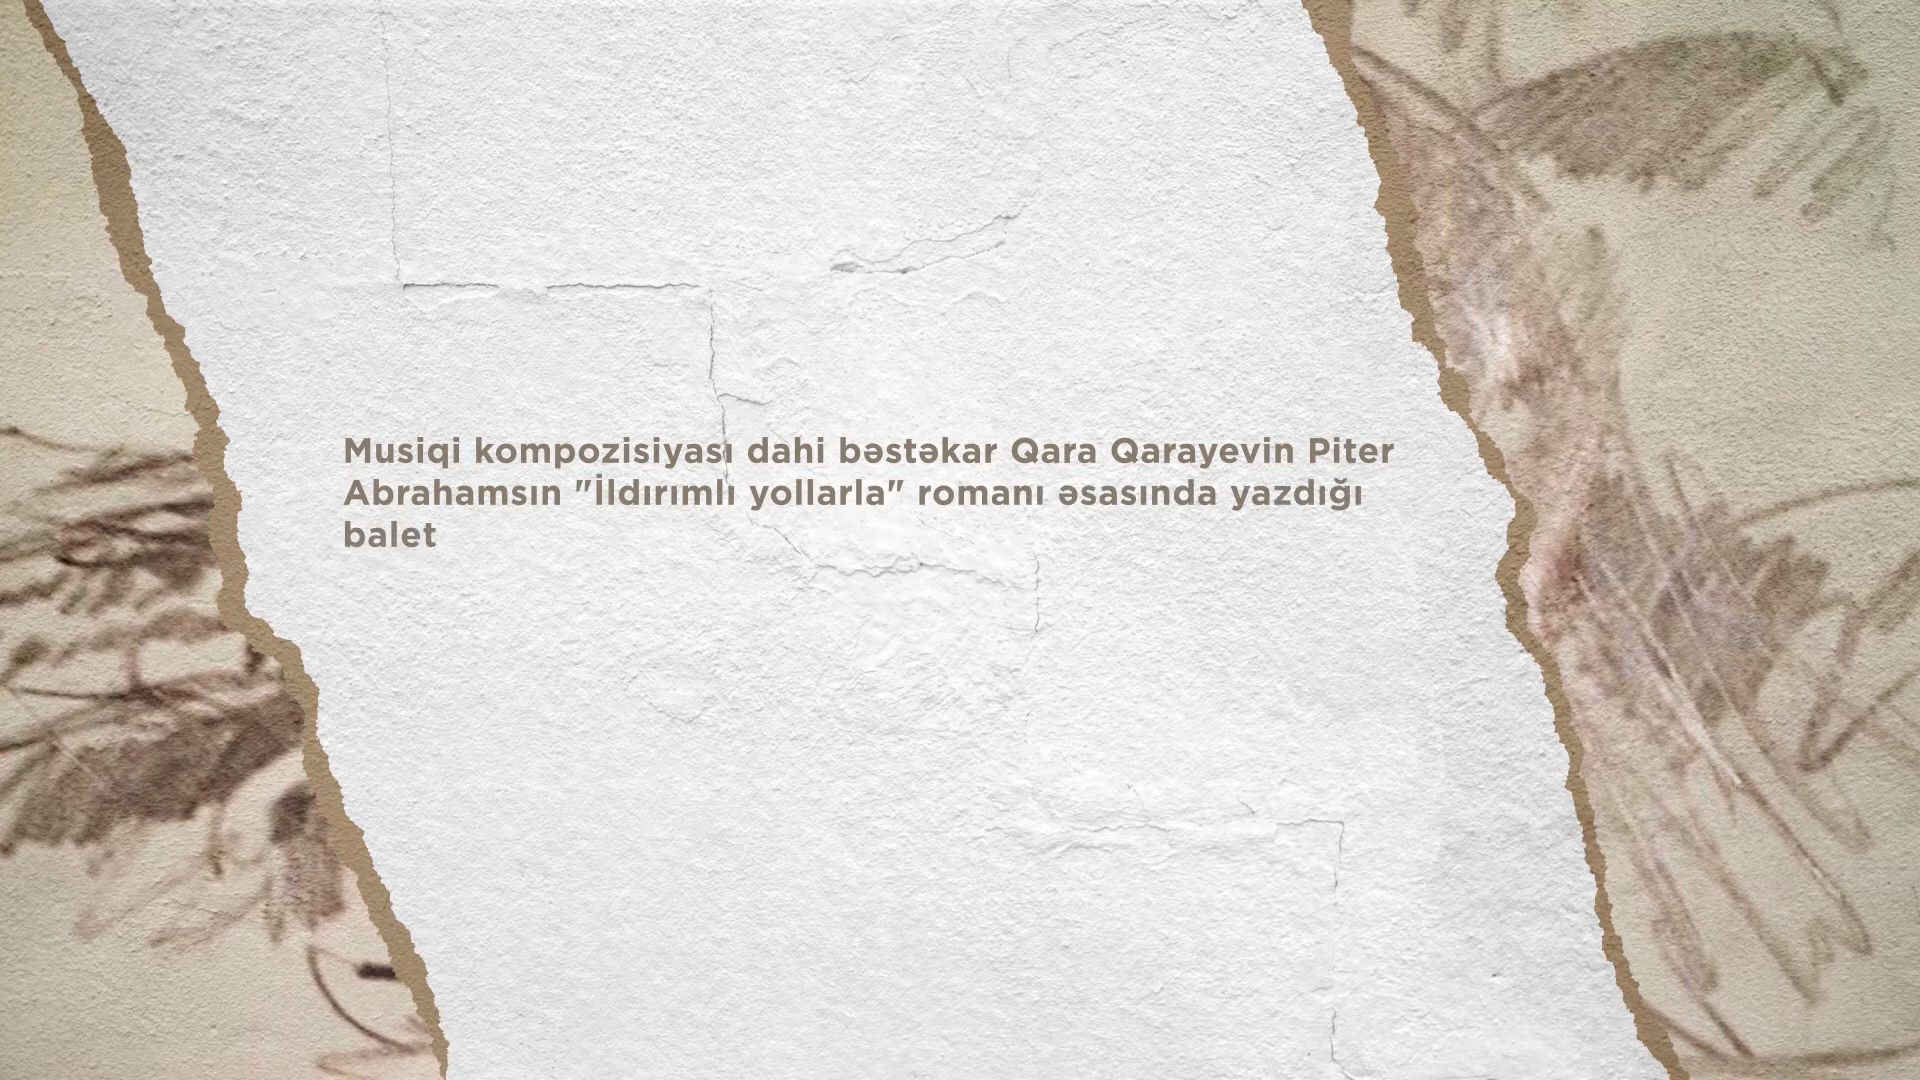 Musiqi kompozisiyası dahi bəstəkar Qara Qarayevin Piter
Abrahamsın "İldırımlı yollarla" romanı əsasında yazdığı
balet